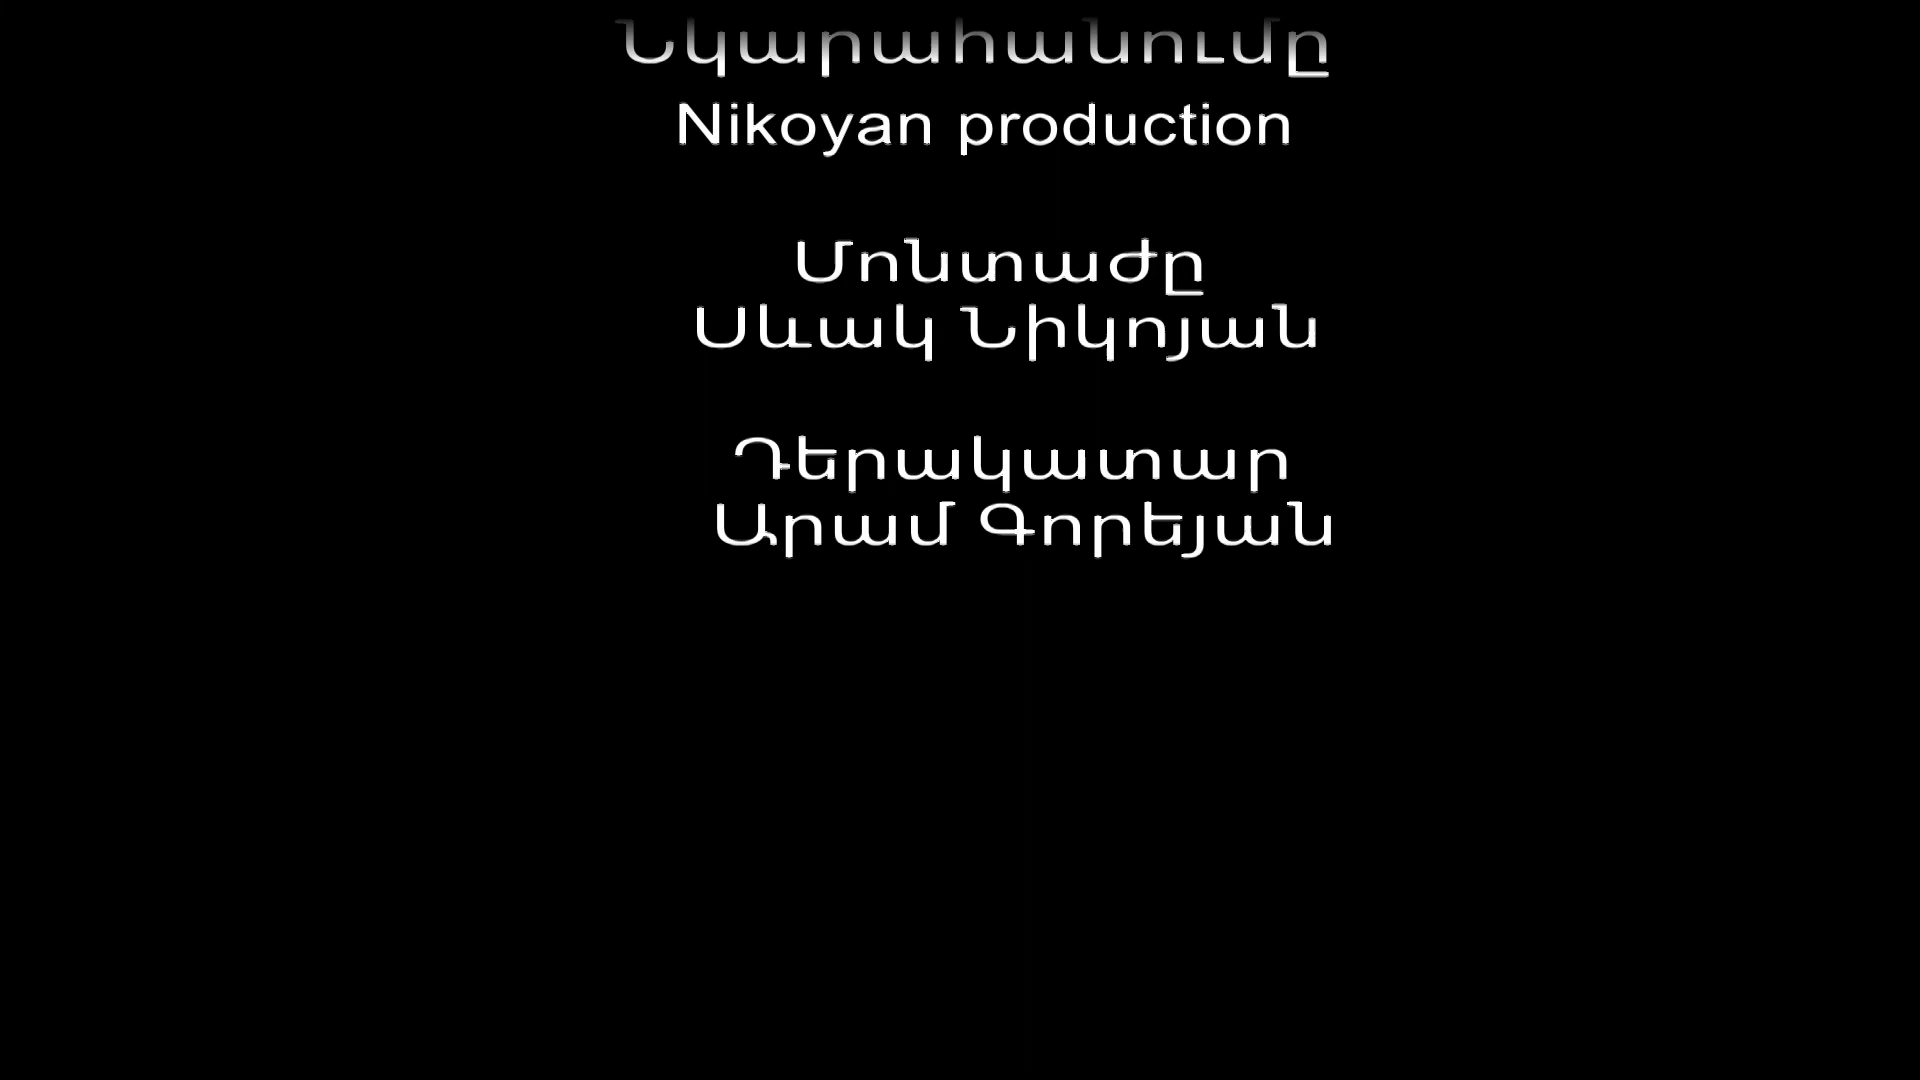 Նկարահանումը
Nikoyan production
Մոնտաժը
Սևակ Նիկոյան
Դերակատար
Արամ Գորեյան